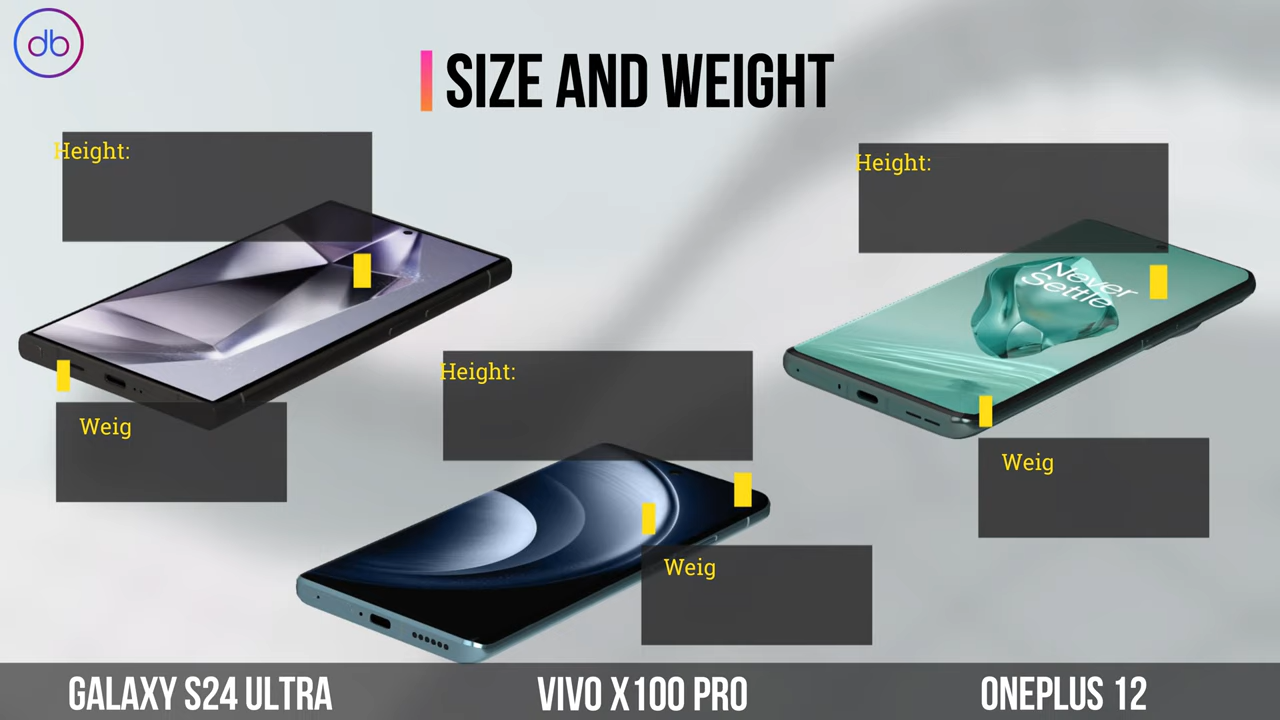 db
SIZE AND WEIGHT
Height:
Height:
Never
Settle
Height:
Weig
Weig
Weig
GALAXY S24 ULTRA
VIVO X100 PRO
ONEPLUS 12